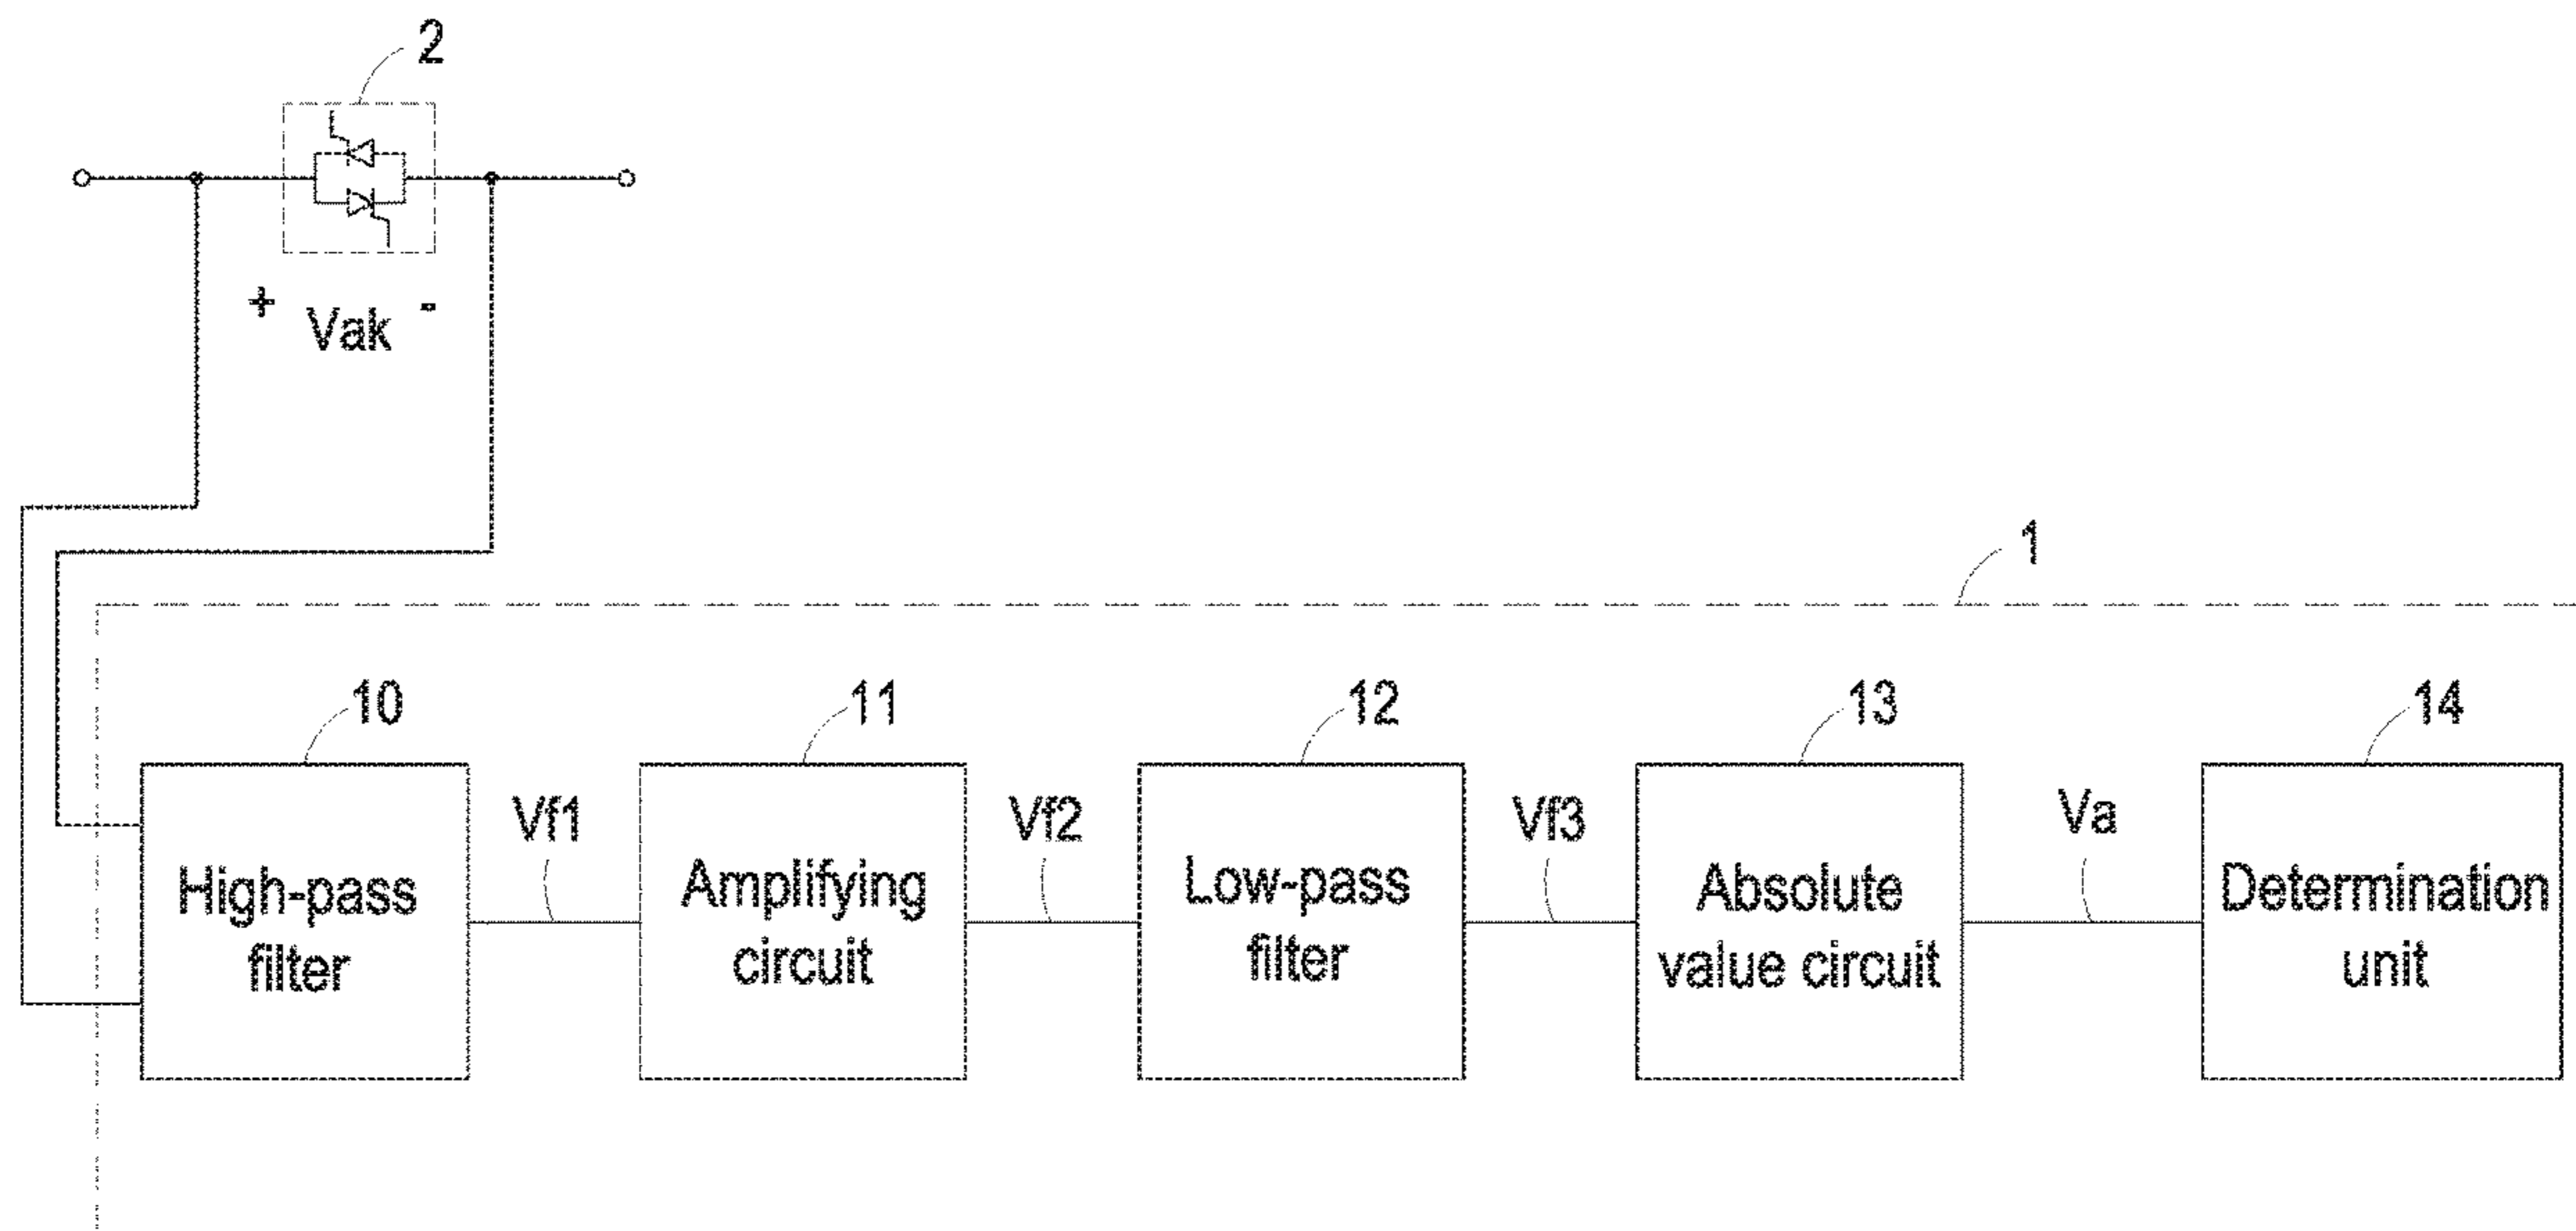 2
+ -
Vak
1
10
11
12
13
14
Vf1
Vf2
Vf3
Va
High-pass
filter
Amplifying
circuit
Low-pass
filter
Absolute
value circuit
Determination
unit